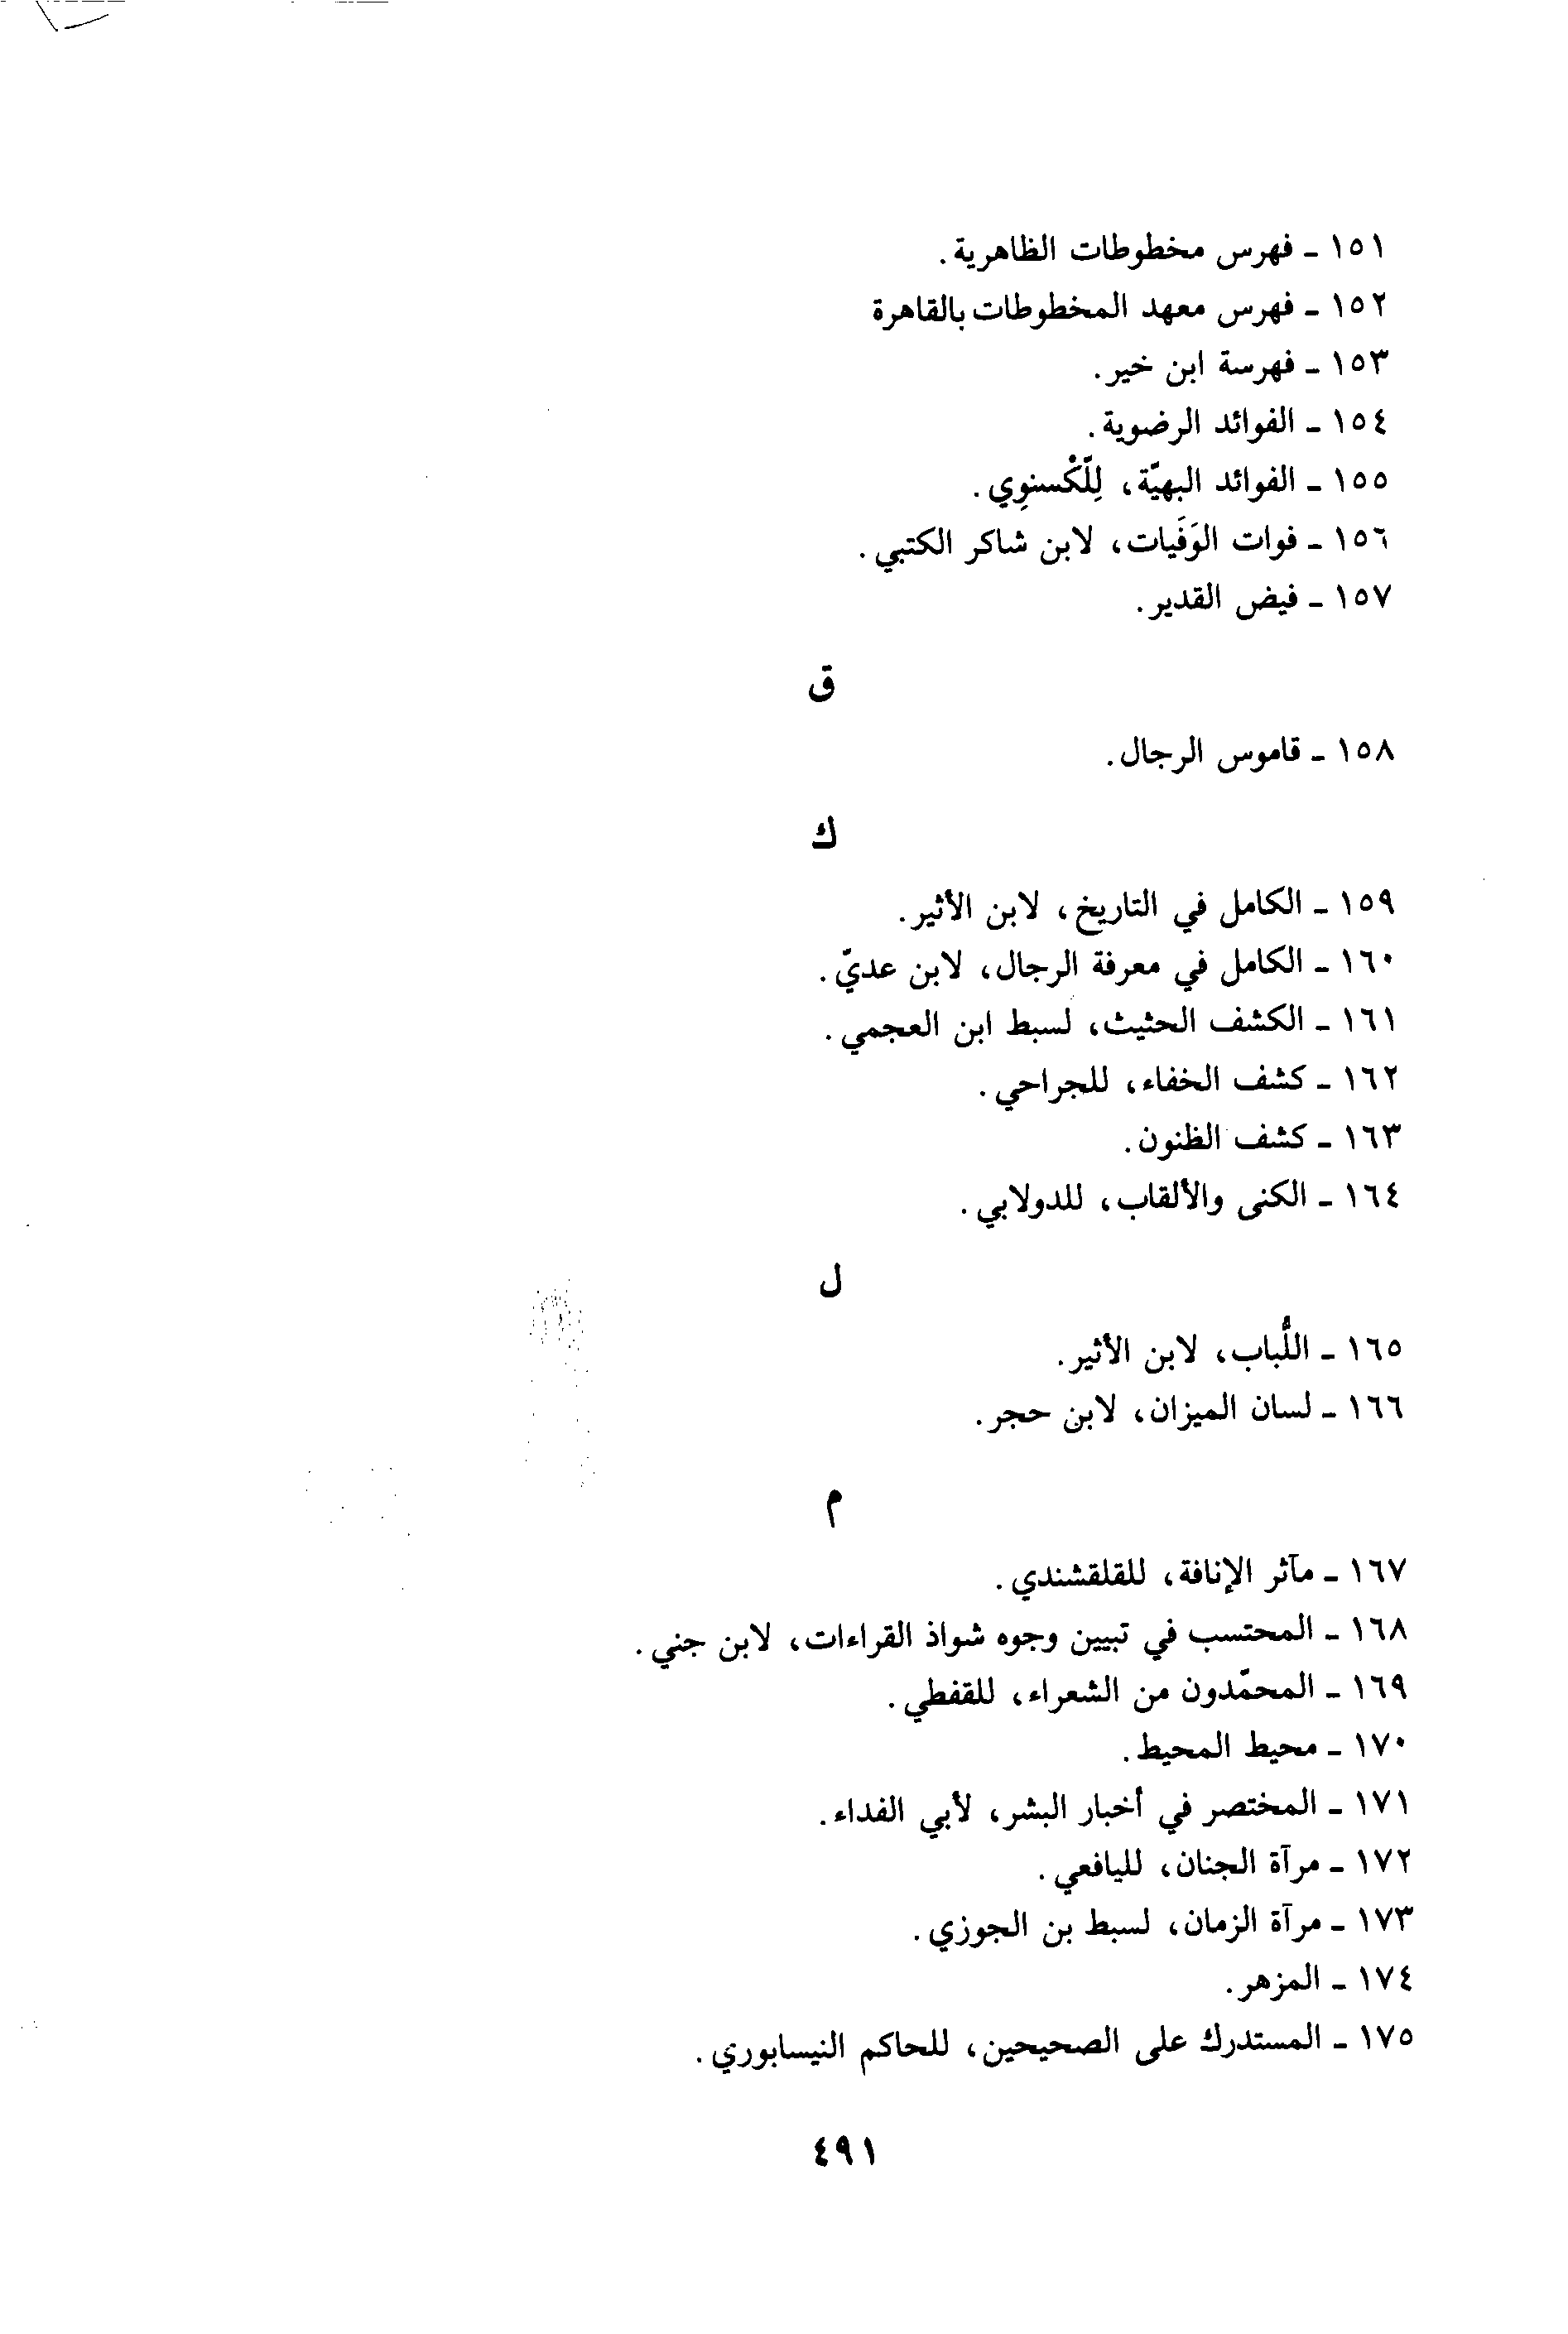 ١٥١ ـ فهرس مخطوطات الظاهرية.
١٥٢ ـ فهرس معهد المخطوطات بالقاهرة
١٥٣ ـ فهرسة ابن خير.
١٥٤ ـ الفوائد الرضوية.
١٥٥ ـ الفوائد البهيّة، لِلّكْسنوِي.
١٥٦ ـ فوات الوَفَيات، لابن شاكر الكتبي.
١٥٧ ـ فيض القدير.
ق
١٥٨ ـ قاموس الرجال.
ك
١٥٩ ـ الكامل في التاريخ، لابن الأثير.
١٦٠ ـ الكامل في معرفة الرجال، لابن عديّ.
١٦١ ـ الكشف الحثيث، لسبط ابن العجمي.
١٦٢ ـ كشف الخفاء، للجراحي.
١٦٣ ـ كشف الظنون.
١٦٤ ـ الكنى والألقاب، للدولابي.
ل
١٦٥ ـ اللُّباب، لابن الأثير.
١٦٦ ـ لسان الميزان، لابن حجر.
م
١٦٧ ـ مآثر الإنافة، للقلقشندي.
١٦٨ ـ المحتسب في تبيين وجوه شواذ القراءات، لابن جني.
١٦٩ ـ المحمّدون من الشعراء، للقفطي.
١٧٠ ـ محيط المحيط.
١٧١ ـ المختصر في أخبار البشر، لأبي الفداء.
١٧٢ ـ مرآة الجنان، لليافعي.
١٧٣ ـ مرآة الزمان، لسبط بن الجوزي.
١٧٤ ـ المزهر.
١٧٥ ـ المستدرك على الصحيحين، للحاكم النيسابوري.
٤٩١